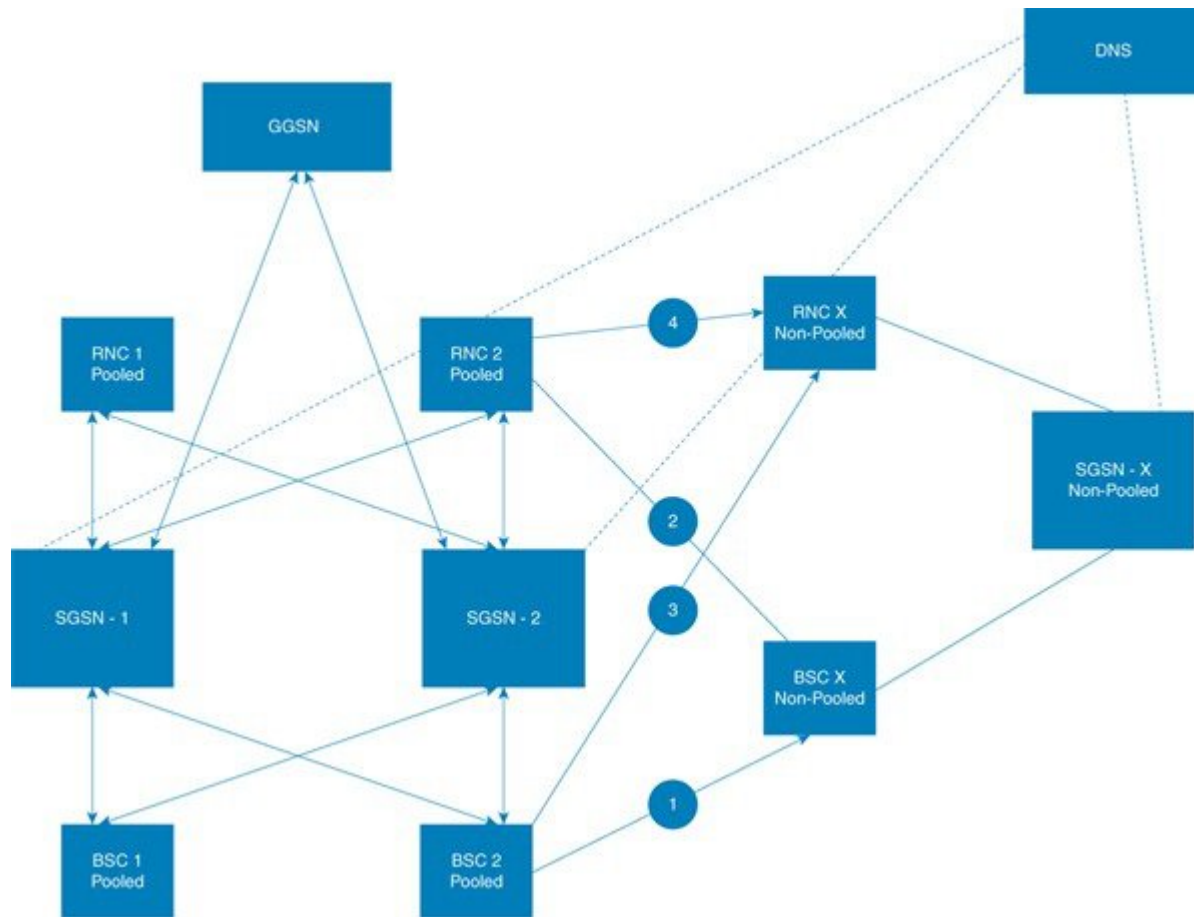 DNS
GGSN
RNC 1
Pooled
RNC 2
Pooled
4
RNC X
Non-Pooled
SGSN - X
Non-Pooled
2
3
SGSN - 1
SGSN - 2
BSC X
Non-Pooled
1
BSC 1
Pooled
BSC 2
Pooled